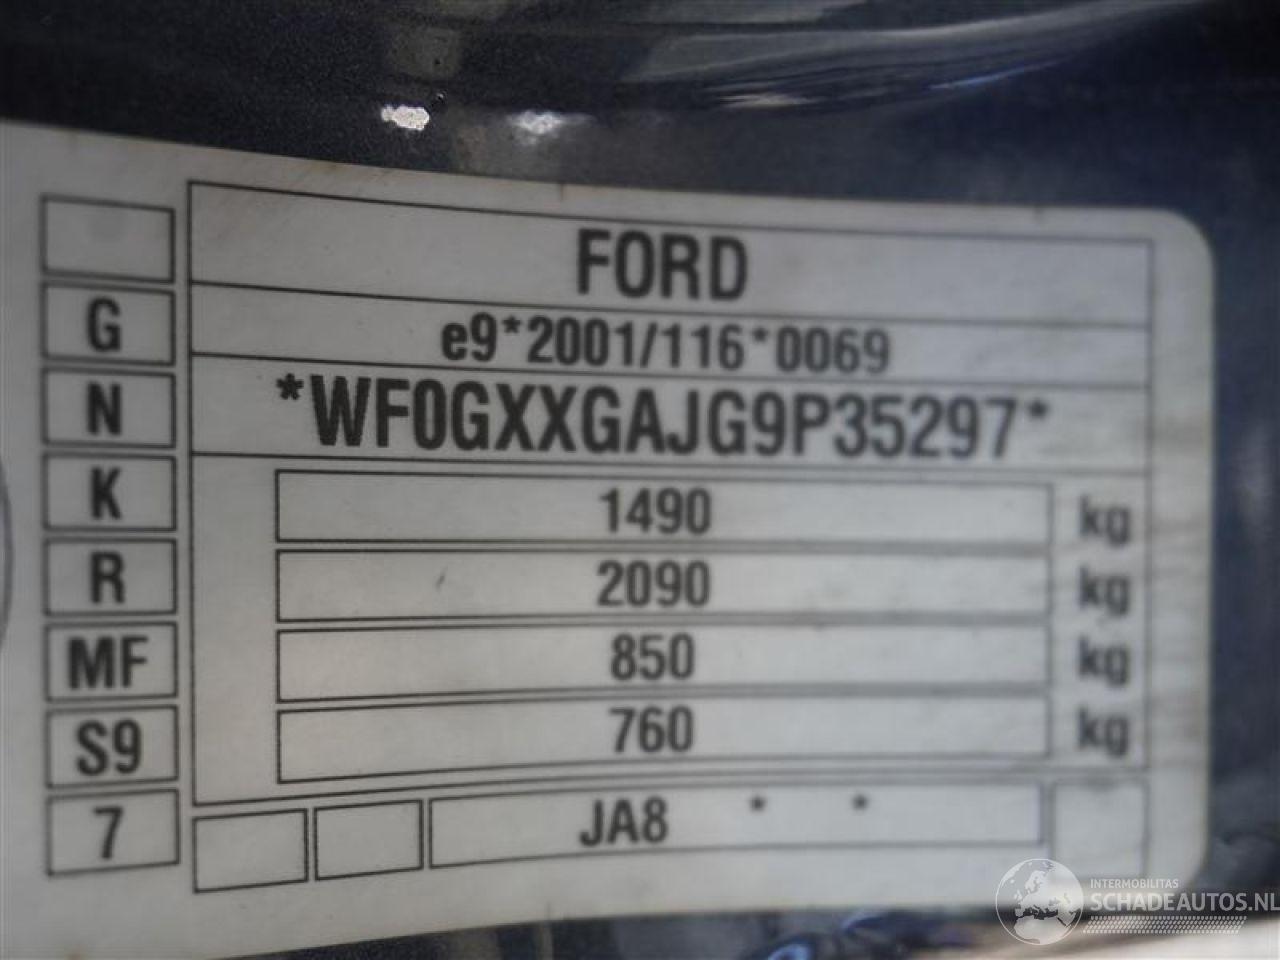 FORD
G
e9*2001/116*0069
N
*WF0GXXGAJG9P35297*
K
1490 kg
R
2090 kg
MF
850 kg
S9
760 kg
7
JA8 * *
INTERMOBILITAS
SCHADEAUTOS.NL